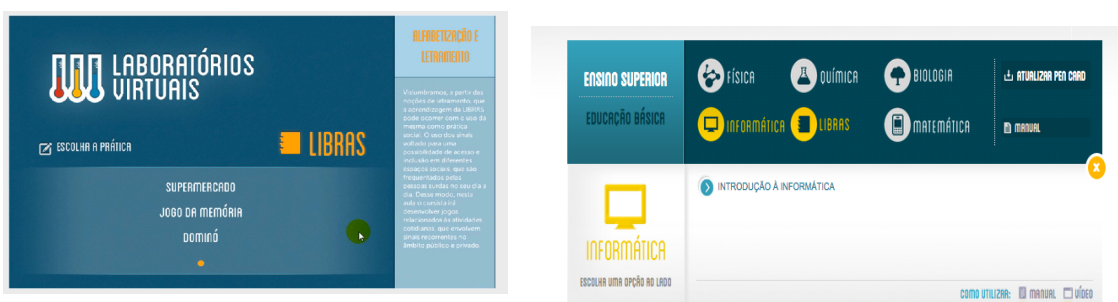 LABORATÓRIOS
VIRTUAIS
ESCOLHA A PRÁTICA
LIBRAS
SUPERMERCADO
JOGO DA MEMÓRIA
DOMINÓ
ALFABETIZAÇÃO E
LETRAMENTO
Vislumbramos, a partir das
noções de letramento, que
a aprendizagem da LIBRAS
pode ocorrer com o uso da
mesma como prática
social. O uso dos sinais
voltado para uma
possibilidade de acesso e
inclusão em diferentes
espaços sociais, que são
frequentados pelas
pessoas surdas no seu dia a
dia. Desse modo, nesta
aula o consista irá
desenvolver jogos
relacionados às atividades
cotidianas, que envolvem
sinais recorrentes no
âmbito público e privado.
ENSINO SUPERIOR
EDUCAÇÃO BÁSICA
FÍSICA
QUÍMICA
BIOLOGIA
INFORMÁTICA
LIBRAS
MATEMÁTICA
ATURLIZAR PEN CARD
MANUAL
X
INTRODUÇÃO À INFORMÁTICA
INFORMÁTICA
ESCOLHA UMA OPÇÃO AO LADO
COMO UTILIZAR: MANUAL VÍDEO